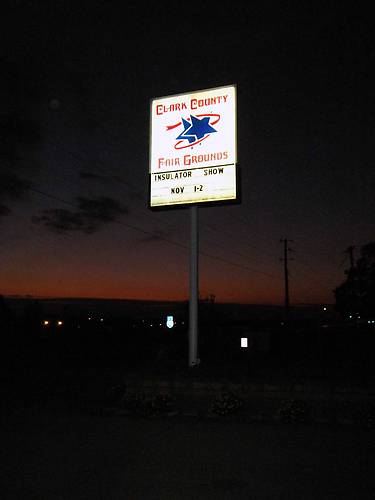 CLARK COUNTY
FAIR GROUNDS
INSULATOR SHOW
NOV 1-2